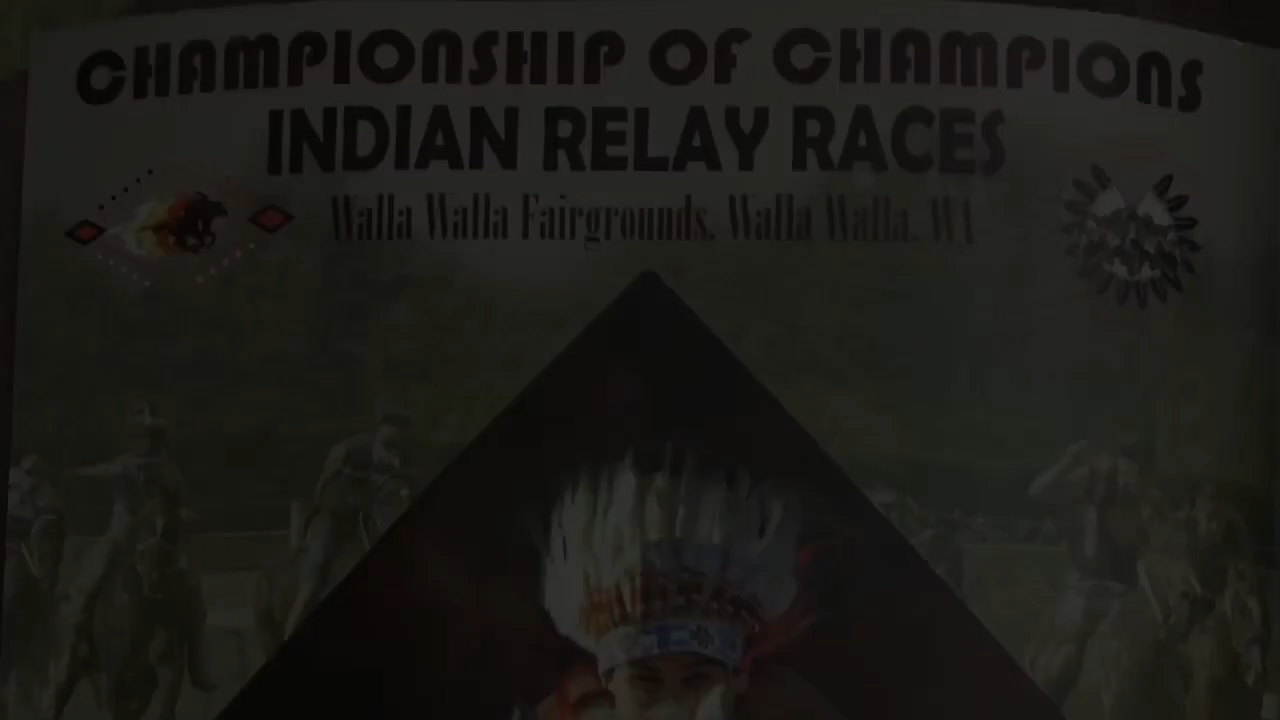 CHAMPIONSHIP OF CHAMPIONS
INDIAN RELAY RACES
Walla Walla Fairgrounds, Walla Walla, WA